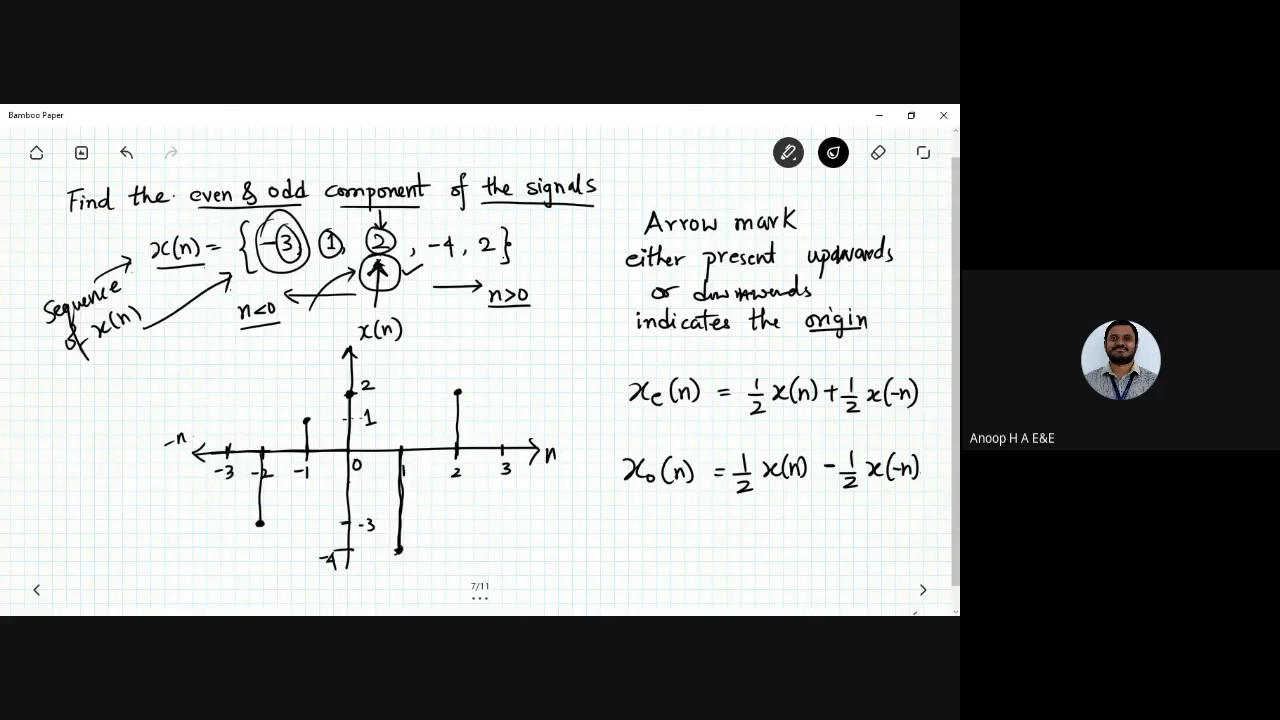 Bamboo Paper
Find the even & odd component of the signals
x(n) = { -3, 1, 2, -4, 2 }
Sequence
of x(n)
n<0
n>0
x(n)
2
1
-n
-3 -2 -1 0 1 2 3 n
-3
-4
7/11
Arrow mark
either present upwards
or downwards
indicates the origin
xe(n) = 1/2 x(n) + 1/2 x(-n)
xo(n) = 1/2 x(n) - 1/2 x(-n)
Anoop H A E&E